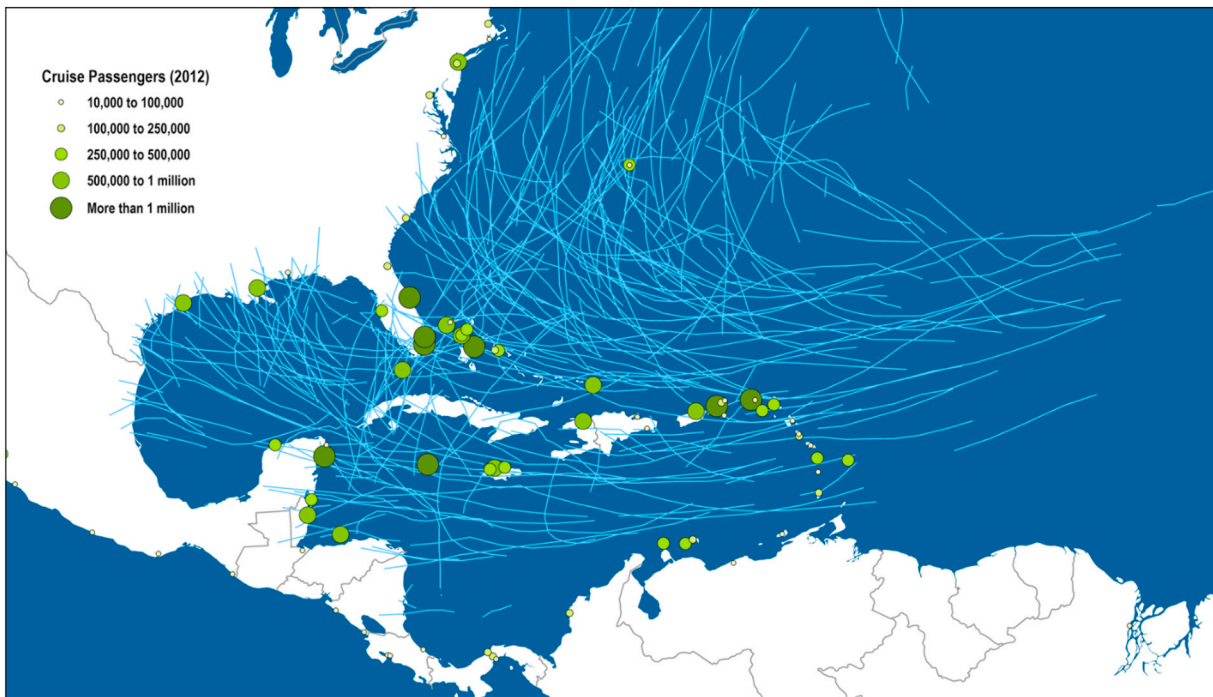 Cruise Passengers (2012)
10,000 to 100,000
100,000 to 250,000
250,000 to 500,000
500,000 to 1 million
More than 1 million